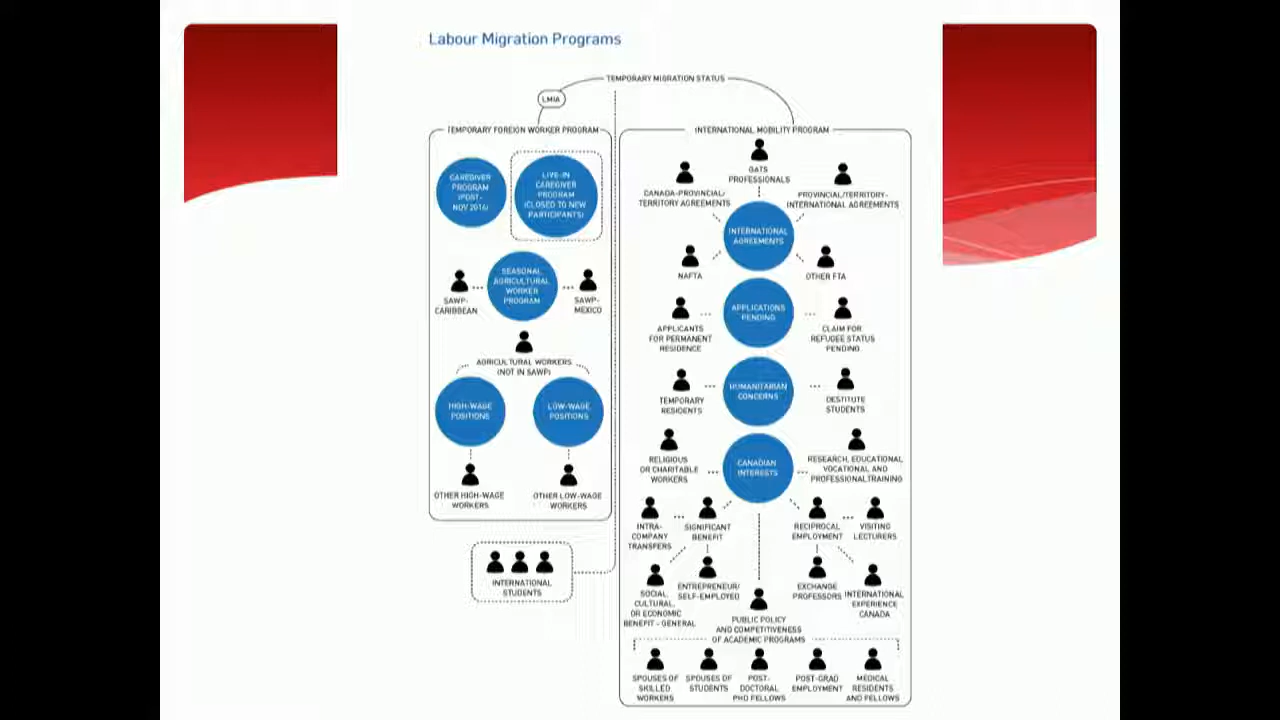 Labour Migration Programs
TEMPORARY MIGRATION STATUS
LMIA
TEMPORARY FOREIGN WORKER PROGRAM
CAREGIVER
PROGRAM
(POST-
NOV 2016)
LIVE-IN
CAREGIVER
PROGRAM
(CLOSED TO NEW
PARTICIPANTS)
SEASONAL
AGRICULTURAL
WORKER
PROGRAM
SAWP-
CARIBBEAN
SAWP-
MEXICO
AGRICULTURAL WORKERS
(NOT IN SAWP)
HIGH-WAGE
POSITIONS
LOW-WAGE
POSITIONS
OTHER HIGH-WAGE
WORKERS
OTHER LOW-WAGE
WORKERS
INTERNATIONAL
STUDENTS
INTERNATIONAL MOBILITY PROGRAM
GATS
PROFESSIONALS
CANADA-PROVINCIAL/
TERRITORY AGREEMENTS
PROVINCIAL/TERRITORY-
INTERNATIONAL AGREEMENTS
INTERNATIONAL
AGREEMENTS
NAFTA
OTHER FTA
APPLICATIONS
PENDING
APPLICANTS
FOR PERMANENT
RESIDENCE
CLAIM FOR
REFUGEE STATUS
PENDING
HUMANITARIAN
CONCERNS
TEMPORARY
RESIDENTS
DESTITUTE
STUDENTS
CANADIAN
INTERESTS
RELIGIOUS
OR CHARITABLE
WORKERS
RESEARCH, EDUCATIONAL
VOCATIONAL AND
PROFESSIONALTRAINING
INTRA-
COMPANY
TRANSFERS
SIGNIFICANT
BENEFIT
RECIPROCAL
EMPLOYMENT
VISITING
LECTURERS
SOCIAL,
CULTURAL,
OR ECONOMIC
BENEFIT - GENERAL
ENTREPRENEUR/
SELF-EMPLOYED
EXCHANGE
PROFESSORS
INTERNATIONAL
EXPERIENCE
CANADA
PUBLIC POLICY
AND COMPETITIVENESS
OF ACADEMIC PROGRAMS
SPOUSES OF
SKILLED
WORKERS
SPOUSES OF
STUDENTS
POST-
DOCTORAL
PHD FELLOWS
POST-GRAD
EMPLOYMENT
MEDICAL
RESIDENTS
AND FELLOWS